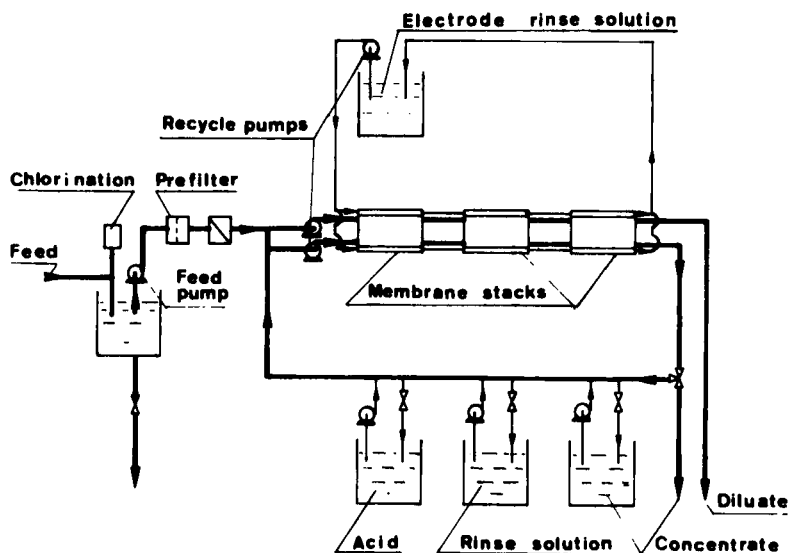 Electrode rinse solution
Recycle pumps
Chlorination
Prefilter
Feed
Feed
pump
Membrane stacks
Diluate
Acid
Rinse solution
Concentrate